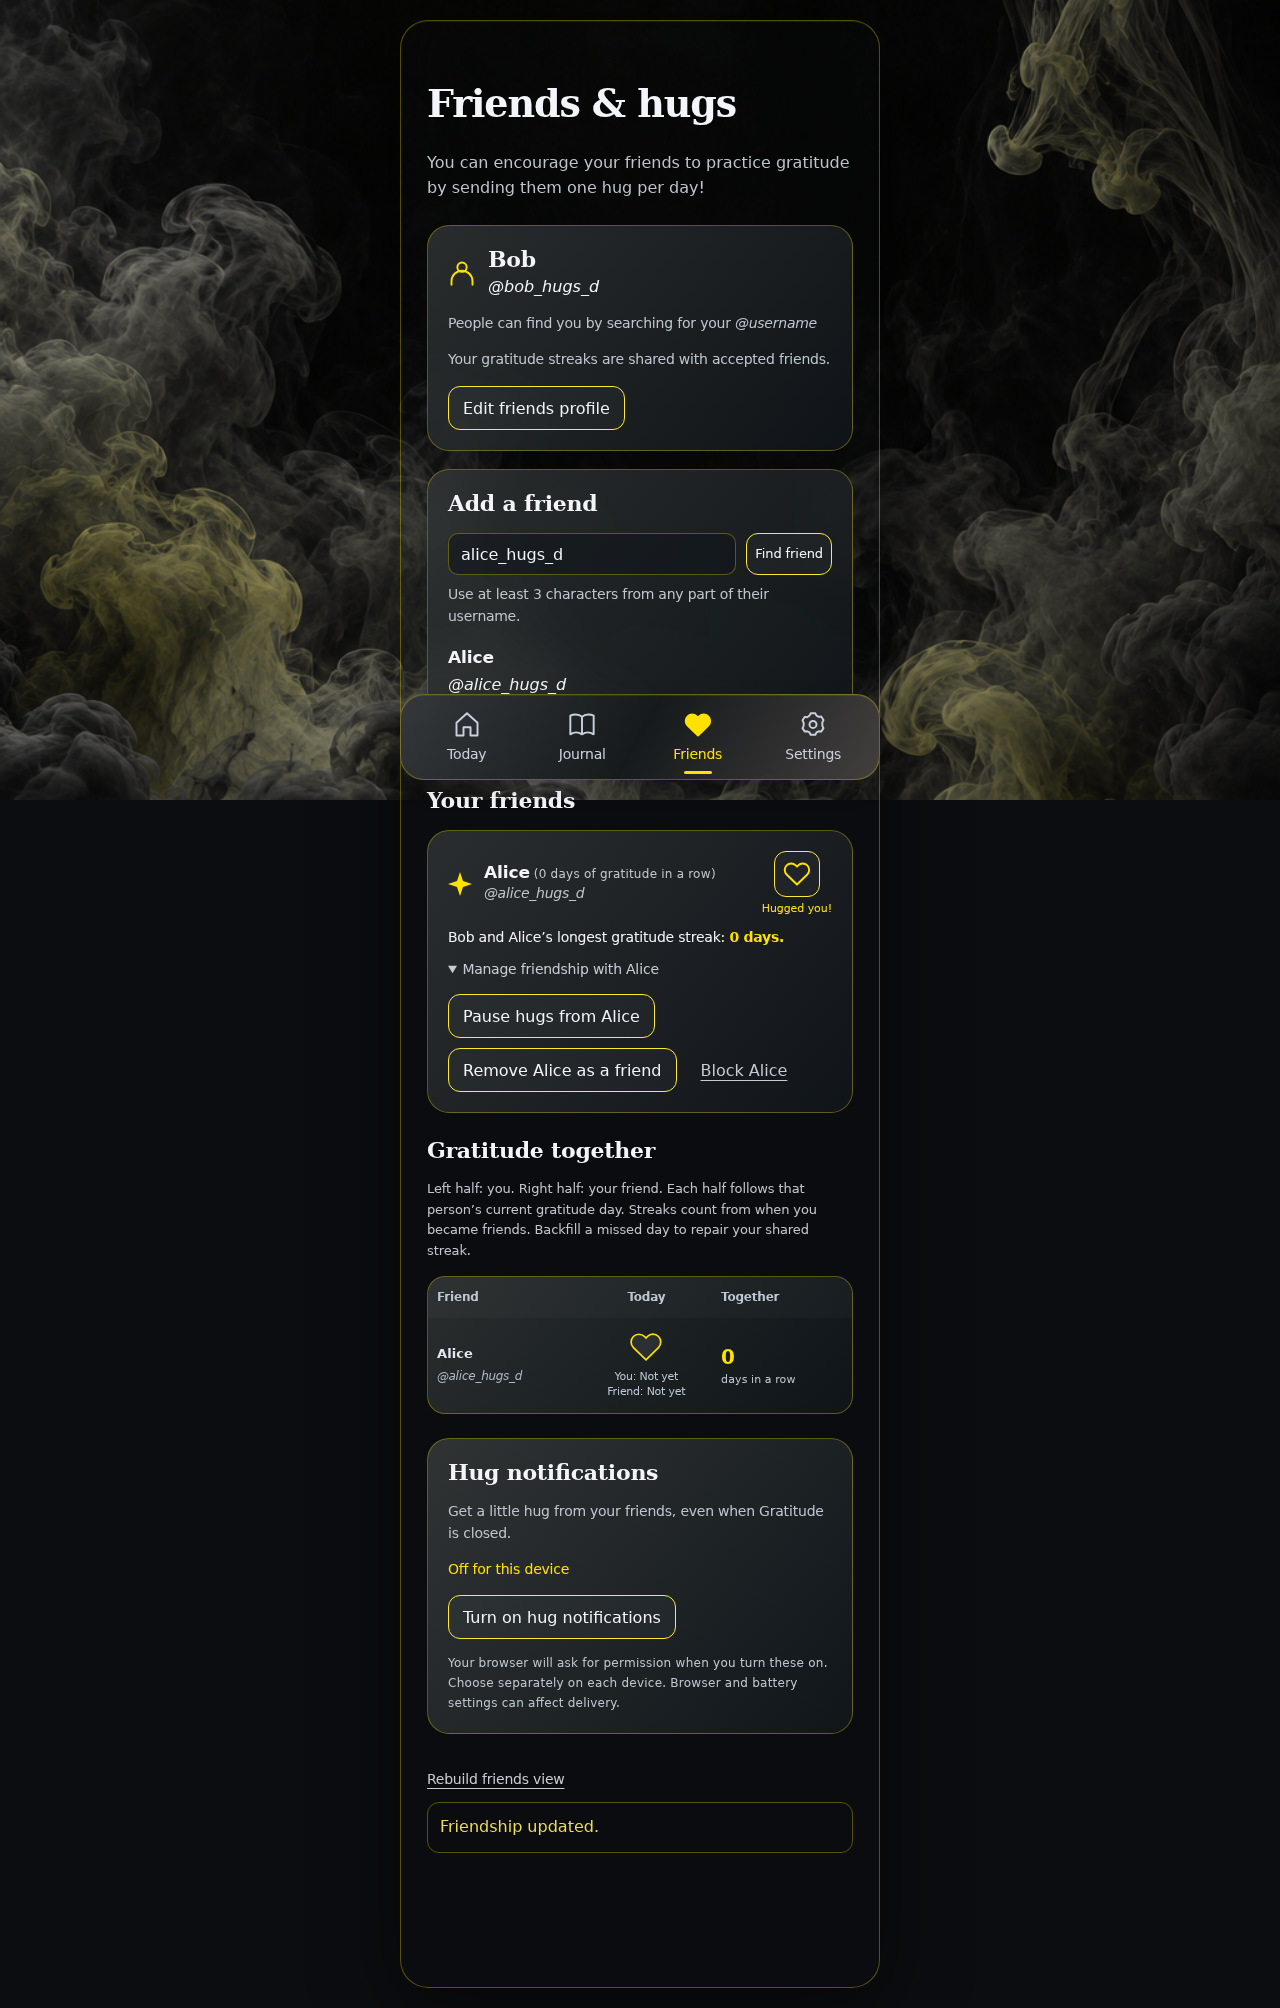 Friends & hugs
You can encourage your friends to practice gratitude
by sending them one hug per day!
Bob
@bob_hugs_d
People can find you by searching for your @username
Your gratitude streaks are shared with accepted friends.
Edit friends profile
Add a friend
alice_hugs_d
Find friend
Use at least 3 characters from any part of their
username.
Alice
@alice_hugs_d
Today
Journal
Friends
Settings
Your friends
Alice (0 days of gratitude in a row)
@alice_hugs_d
Hugged you!
Bob and Alice’s longest gratitude streak: 0 days.
▼ Manage friendship with Alice
Pause hugs from Alice
Remove Alice as a friend
Block Alice
Gratitude together
Left half: you. Right half: your friend. Each half follows that
person’s current gratitude day. Streaks count from when you
became friends. Backfill a missed day to repair your shared
streak.
Friend Today Together
Alice
@alice_hugs_d
You: Not yet
Friend: Not yet
0
days in a row
Hug notifications
Get a little hug from your friends, even when Gratitude
is closed.
Off for this device
Turn on hug notifications
Your browser will ask for permission when you turn these on.
Choose separately on each device. Browser and battery
settings can affect delivery.
Rebuild friends view
Friendship updated.